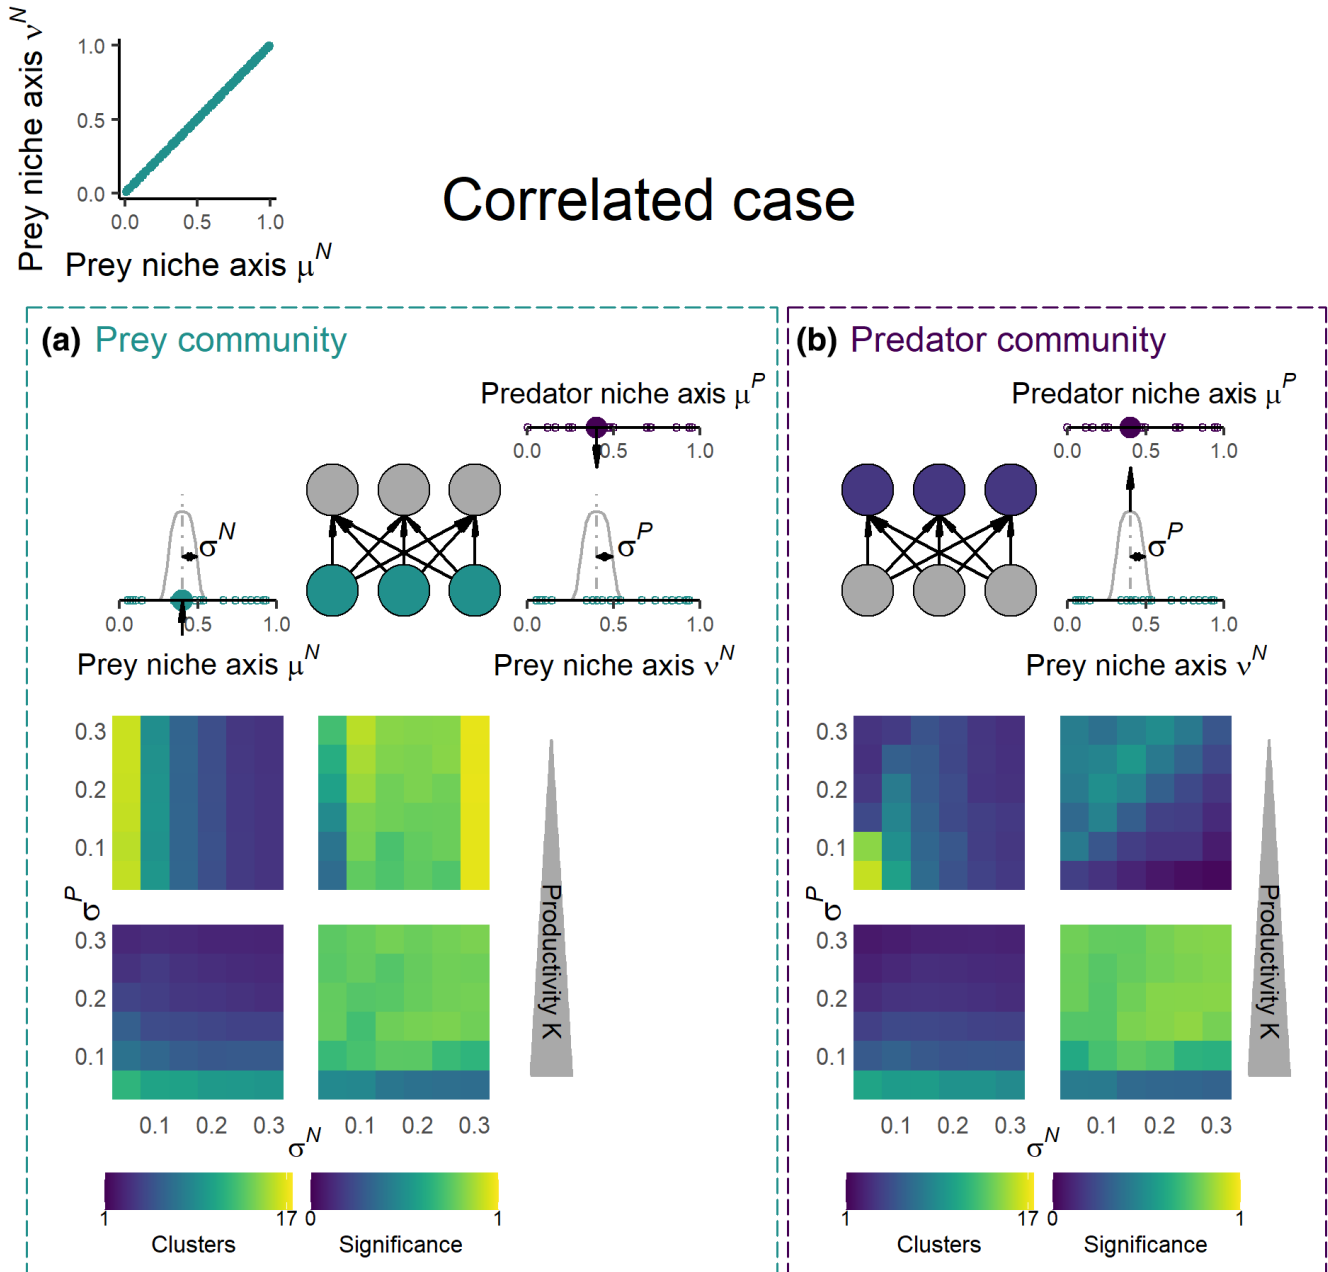 Prey niche axis ν^N
1.0
0.5
0.0
0.0 0.5 1.0
Prey niche axis μ^N
Correlated case
(a) Prey community
Predator niche axis μ^P
0.0 0.5 1.0
σ^N
σ^P
0.0 0.5 1.0
0.0 0.5 1.0
Prey niche axis μ^N
Prey niche axis ν^N
0.3
0.2
0.1
σ^P
0.3
0.2
0.1
0.1 0.2 0.3
0.1 0.2 0.3
σ^N
Productivity K
1 17
Clusters
0 1
Significance
(b) Predator community
Predator niche axis μ^P
0.0 0.5 1.0
σ^P
0.0 0.5 1.0
Prey niche axis ν^N
0.3
0.2
0.1
σ^P
0.3
0.2
0.1
0.1 0.2 0.3
0.1 0.2 0.3
σ^N
Productivity K
1 17
Clusters
0 1
Significance